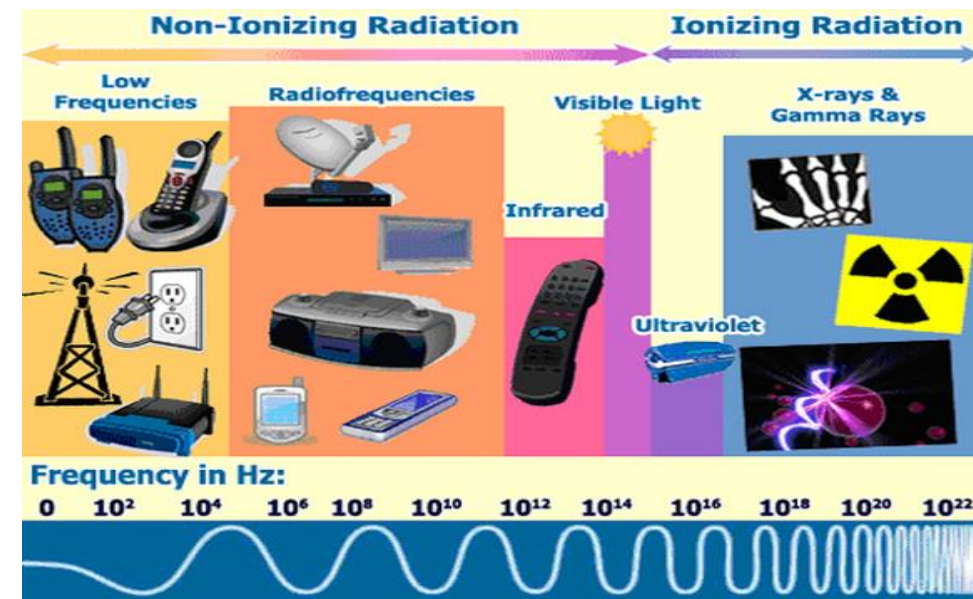 Non-Ionizing Radiation
Ionizing Radiation
Low
Frequencies
Radiofrequencies
Visible Light
X-rays &
Gamma Rays
Infrared
Ultraviolet
Frequency in Hz:
0 10² 10⁴ 10⁶ 10⁸ 10¹⁰ 10¹² 10¹⁴ 10¹⁶ 10¹⁸ 10²⁰ 10²²